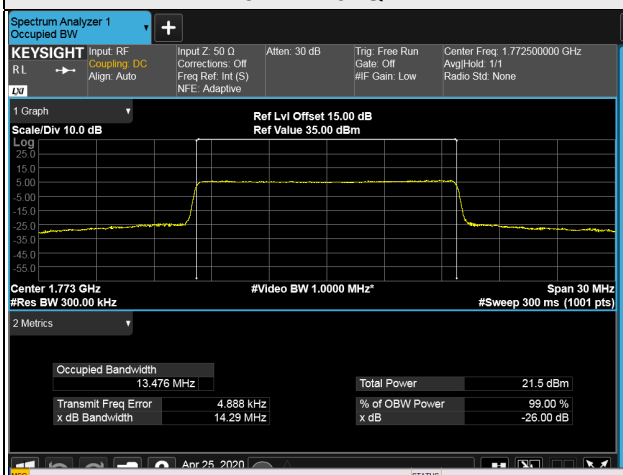 Spectrum Analyzer 1
Occupied BW
+
KEYSIGHT Input: RF Input Z: 50 Ω Atten: 30 dB Trig: Free Run Center Freq: 1.772500000 GHz
RL Coupling: DC Corrections: Off Gate: Off Avg|Hold: 1/1
Align: Auto Freq Ref: Int (S) #IF Gain: Low Radio Std: None
LXI NFE: Adaptive
1 Graph
Ref Lvl Offset 15.00 dB
Scale/Div 10.0 dB Ref Value 35.00 dBm
Log
25.0
15.0
5.00
-5.00
-15.0
-25.0
-35.0
-45.0
-55.0
Center 1.773 GHz #Video BW 1.0000 MHz* Span 30 MHz
#Res BW 300.00 kHz #Sweep 300 ms (1001 pts)
2 Metrics
Occupied Bandwidth
13.476 MHz Total Power 21.5 dBm
Transmit Freq Error 4.888 kHz % of OBW Power 99.00 %
x dB Bandwidth 14.29 MHz x dB -26.00 dB
Apr 25, 2020
MSG STATUS